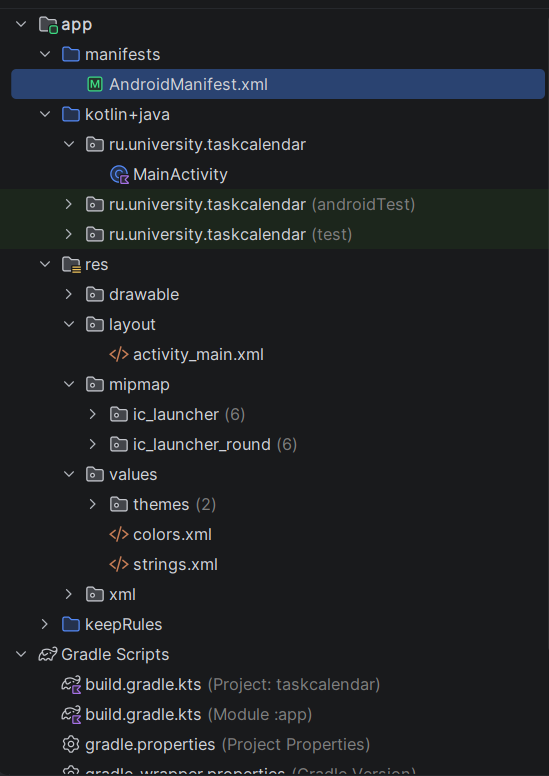 app
manifests
M AndroidManifest.xml
kotlin+java
ru.university.taskcalendar
MainActivity
ru.university.taskcalendar (androidTest)
ru.university.taskcalendar (test)
res
drawable
layout
</> activity_main.xml
mipmap
ic_launcher (6)
ic_launcher_round (6)
values
themes (2)
</> colors.xml
</> strings.xml
xml
keepRules
Gradle Scripts
build.gradle.kts (Project: taskcalendar)
build.gradle.kts (Module :app)
gradle.properties (Project Properties)
gradle-wrapper.properties (Gradle Version)